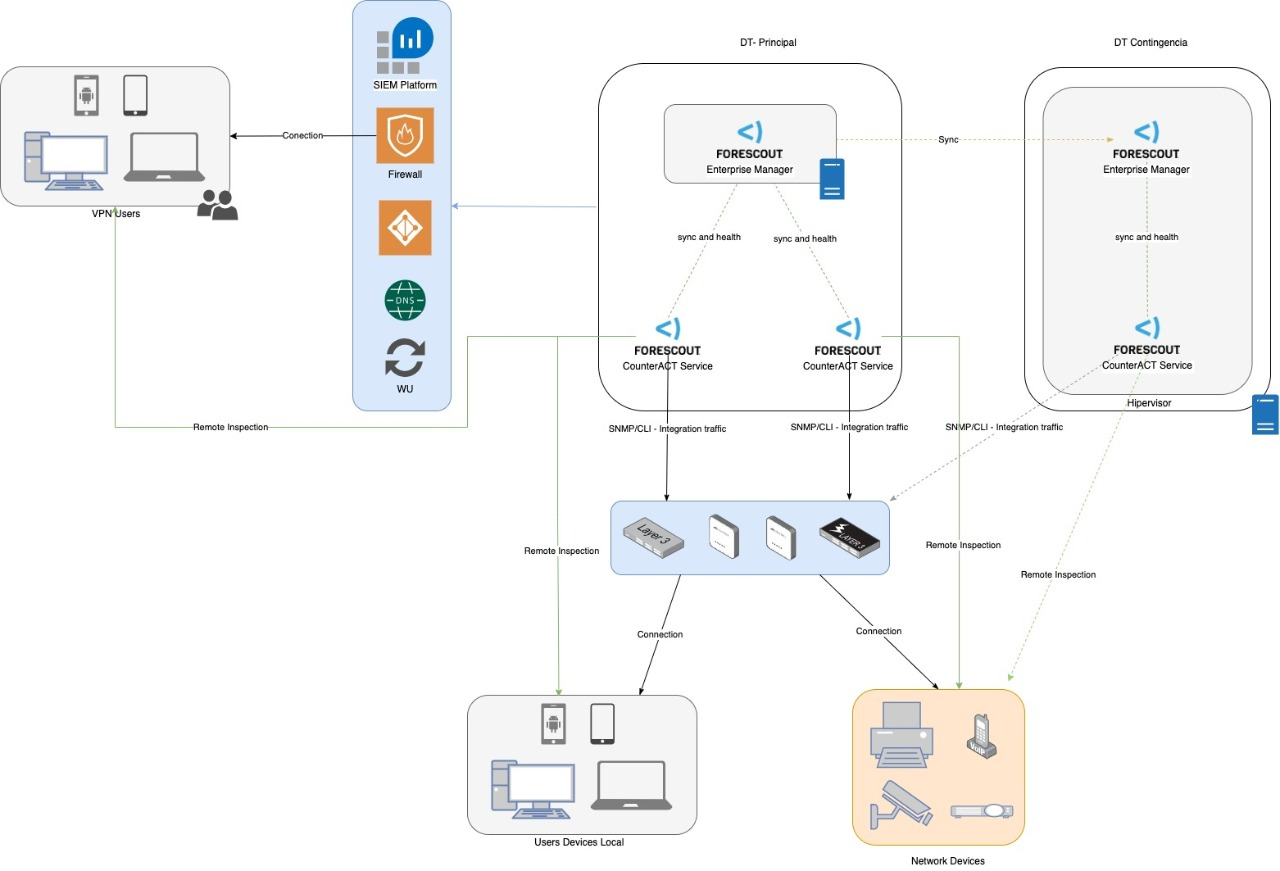 DT- Principal
DT Contingencia
SIEM Platform
Conection
Firewall
VPN Users
DNS
WU
FORESCOUT
Enterprise Manager
Sync
FORESCOUT
Enterprise Manager
sync and health
sync and health
sync and health
FORESCOUT
CounterACT Service
FORESCOUT
CounterACT Service
FORESCOUT
CounterACT Service
Hipervisor
Remote Inspection
SNMP/CLI - Integration traffic
SNMP/CLI - Integration traffic
SNMP/CLI - Integration traffic
Layer 3
LAYER 3
Remote Inspection
Remote Inspection
Remote Inspection
Connection
Connection
VoIP
Users Devices Local
Network Devices